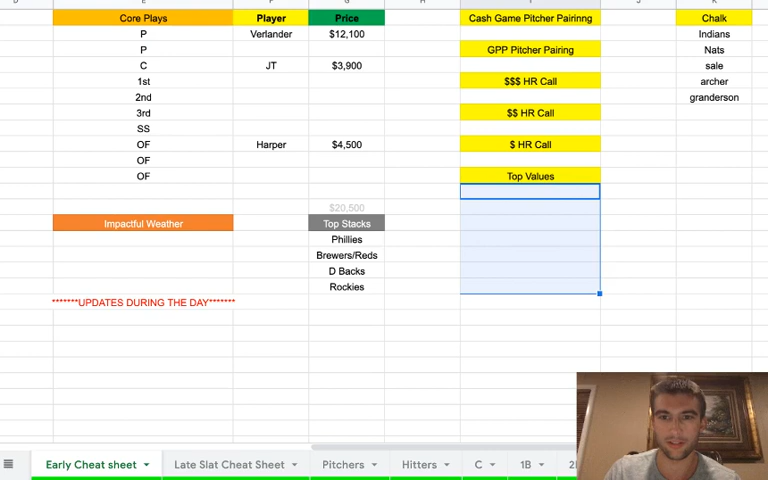 Core Plays Player Price Cash Game Pitcher Pairinng Chalk
P Verlander $12,100 Indians
P GPP Pitcher Pairing Nats
C JT $3,900 sale
1st $$$ HR Call archer
2nd granderson
3rd $$ HR Call
SS
OF Harper $4,500 $ HR Call
OF
OF Top Values
$20,500
Impactful Weather Top Stacks
Phillies
Brewers/Reds
D Backs
Rockies
*******UPDATES DURING THE DAY*******
Early Cheat sheet Late Slat Cheat Sheet Pitchers Hitters C 1B